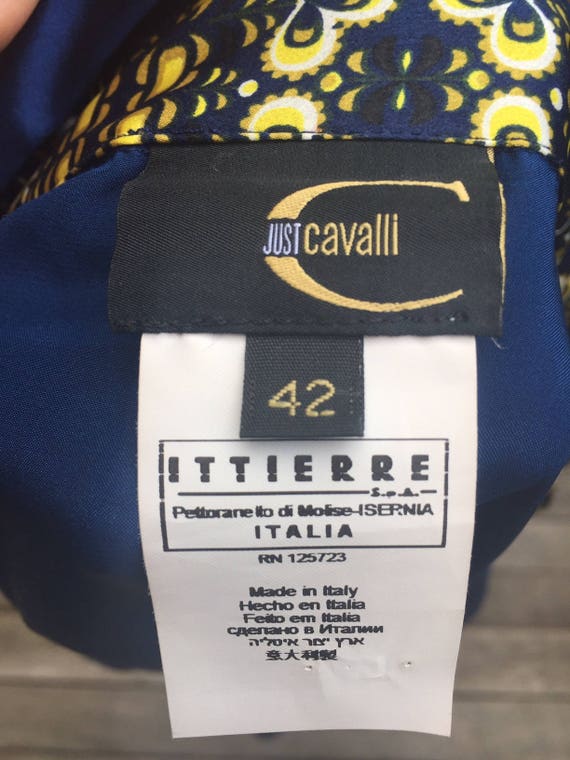 JUST cavalli
42
ITTIERRE
S.p.A.
Pettoranello di Molise-ISERNIA
ITALIA
RN 125723
Made in Italy
Hecho en Italia
Feito em Italia
сделано в Италии
ארץ יצור איטליה
意大利製